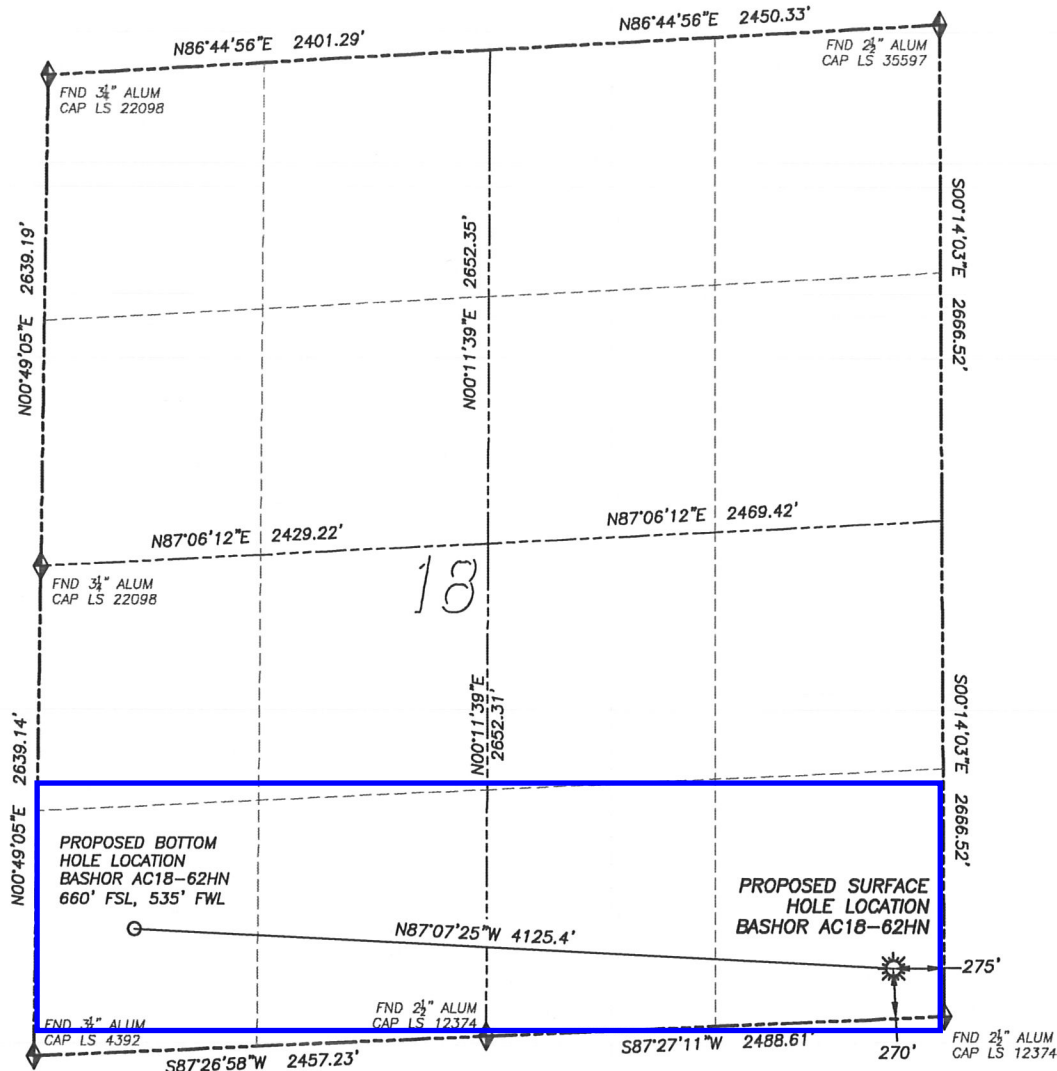 N86°44'56"E 2401.29'
N86°44'56"E 2450.33'
FND 3¼" ALUM
CAP LS 22098
FND 2½" ALUM
CAP LS 35597
N00°49'05"E 2639.19'
N00°11'39"E 2652.35'
S00°14'03"E 2666.52'
N87°06'12"E 2429.22'
N87°06'12"E 2469.42'
FND 3¼" ALUM
CAP LS 22098
18
N00°49'05"E 2639.14'
N00°11'39"E
2652.31'
S00°14'03"E 2666.52'
PROPOSED BOTTOM
HOLE LOCATION
BASHOR AC18-62HN
660' FSL, 535' FWL
PROPOSED SURFACE
HOLE LOCATION
BASHOR AC18-62HN
N87°07'25"W 4125.4'
275'
270'
FND 3¼" ALUM
CAP LS 4392
FND 2½" ALUM
CAP LS 12374
S87°26'58"W 2457.23'
S87°27'11"W 2488.61'
FND 2½" ALUM
CAP LS 12374